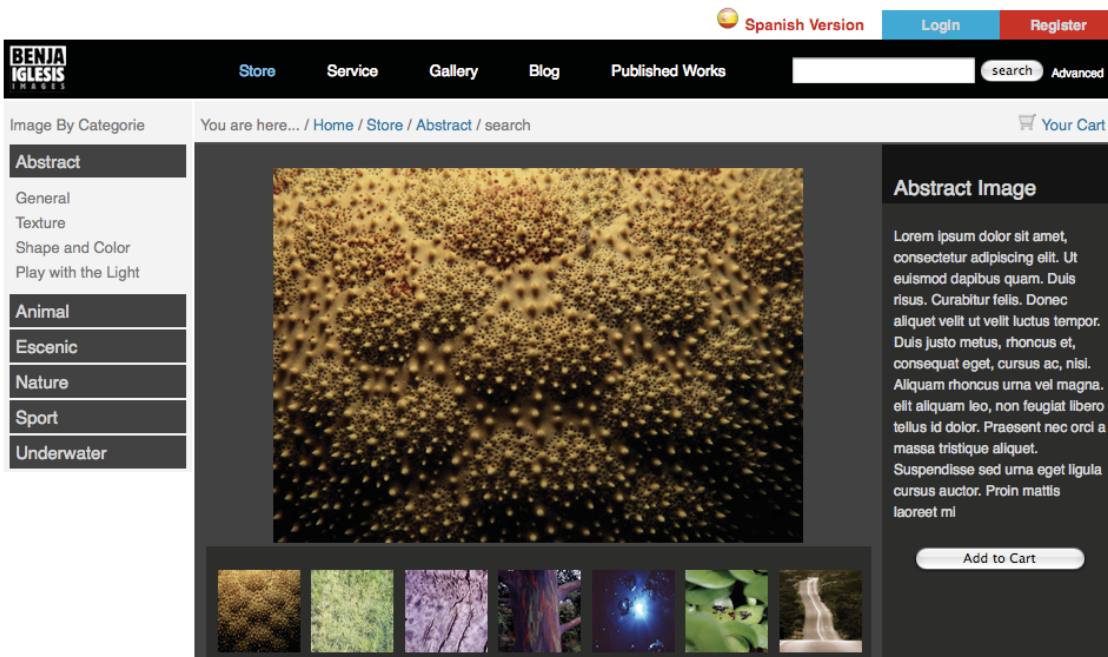 Spanish Version
Login
Register
BENJA
IGLESIS
IMAGES
Store
Service
Gallery
Blog
Published Works
search
Advanced
Image By Categorie
You are here... / Home / Store / Abstract / search
Your Cart
Abstract
General
Texture
Shape and Color
Play with the Light
Animal
Escenic
Nature
Sport
Underwater
Abstract Image
Lorem ipsum dolor sit amet,
consectetur adipiscing elit. Ut
euismod dapibus quam. Duis
risus. Curabitur felis. Donec
aliquet velit ut velit luctus tempor.
Duis justo metus, rhoncus et,
consequat eget, cursus ac, nisi.
Aliquam rhoncus urna vel magna.
elit aliquam leo, non feugiat libero
tellus id dolor. Praesent nec orci a
massa tristique aliquet.
Suspendisse sed urna eget ligula
cursus auctor. Proin mattis
laoreet mi
Add to Cart